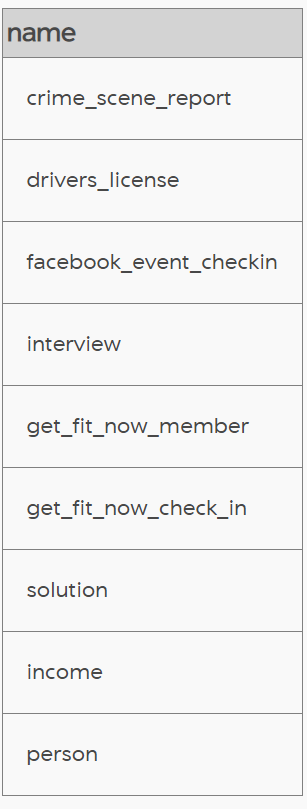 name
crime_scene_report
drivers_license
facebook_event_checkin
interview
get_fit_now_member
get_fit_now_check_in
solution
income
person